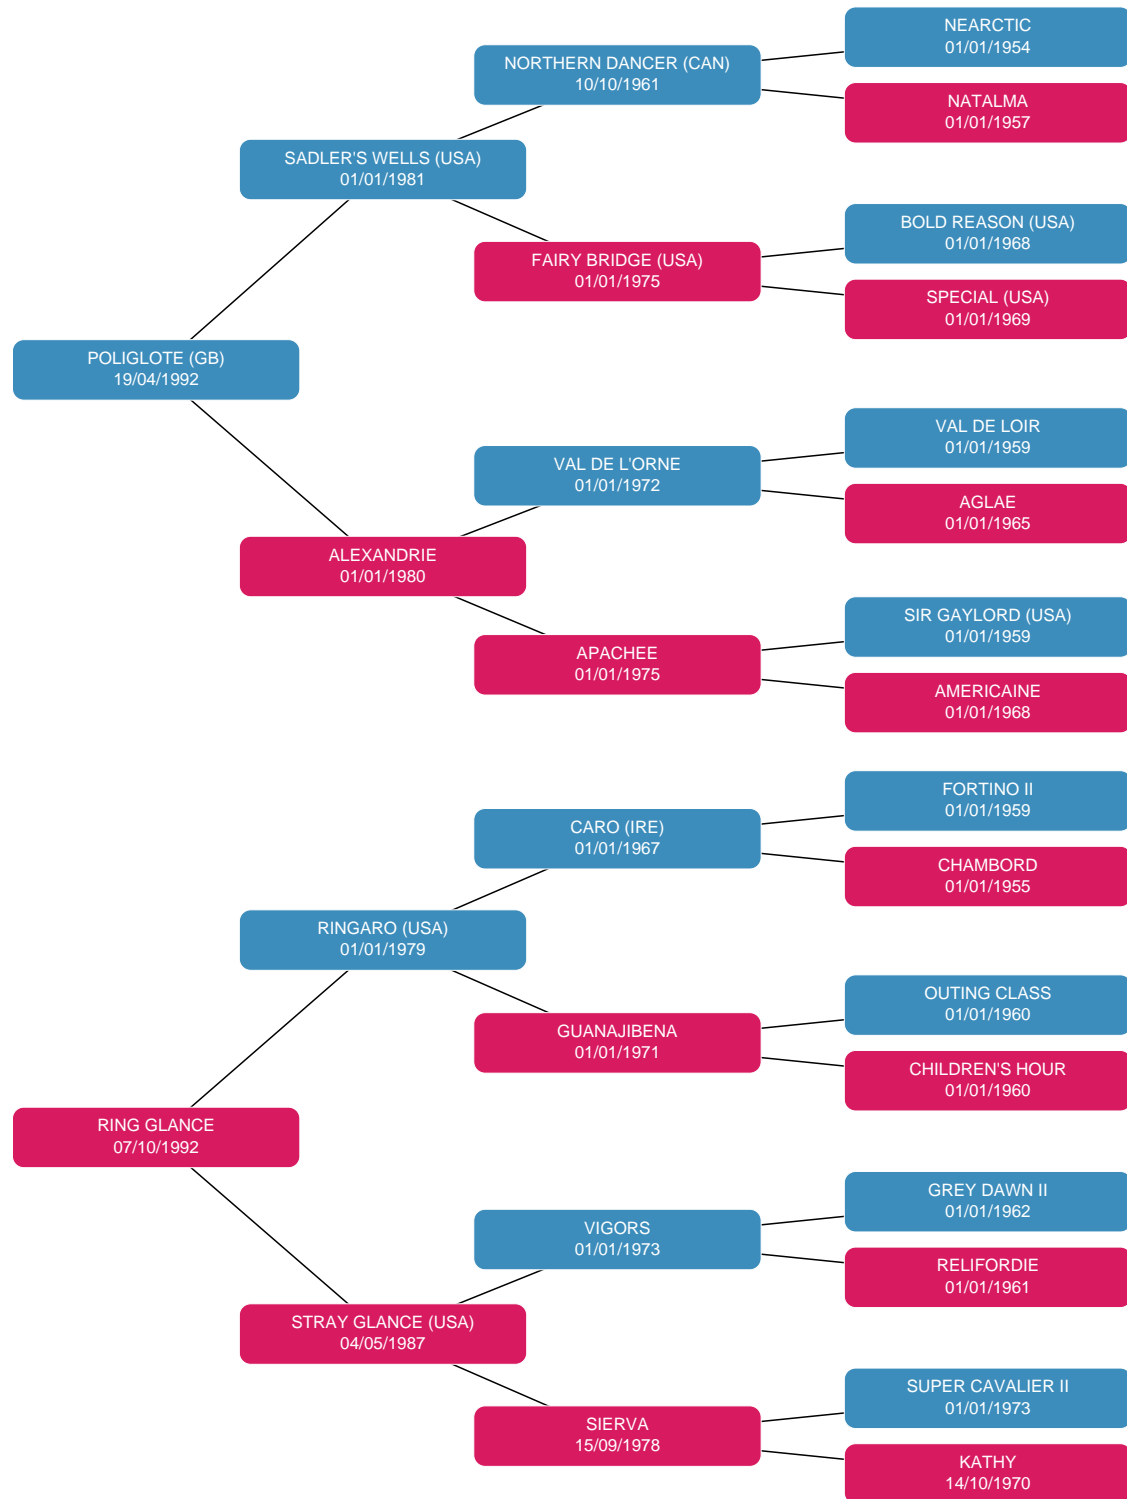 NEARCTIC
01/01/1954
NORTHERN DANCER (CAN)
10/10/1961
NATALMA
01/01/1957
SADLER'S WELLS (USA)
01/01/1981
BOLD REASON (USA)
01/01/1968
FAIRY BRIDGE (USA)
01/01/1975
SPECIAL (USA)
01/01/1969
POLIGLOTE (GB)
19/04/1992
VAL DE LOIR
01/01/1959
VAL DE L'ORNE
01/01/1972
AGLAE
01/01/1965
ALEXANDRIE
01/01/1980
SIR GAYLORD (USA)
01/01/1959
APACHEE
01/01/1975
AMERICAINE
01/01/1968
FORTINO II
01/01/1959
CARO (IRE)
01/01/1967
CHAMBORD
01/01/1955
RINGARO (USA)
01/01/1979
OUTING CLASS
01/01/1960
GUANAJIBENA
01/01/1971
CHILDREN'S HOUR
01/01/1960
RING GLANCE
07/10/1992
GREY DAWN II
01/01/1962
VIGORS
01/01/1973
RELIFORDIE
01/01/1961
STRAY GLANCE (USA)
04/05/1987
SUPER CAVALIER II
01/01/1973
SIERVA
15/09/1978
KATHY
14/10/1970